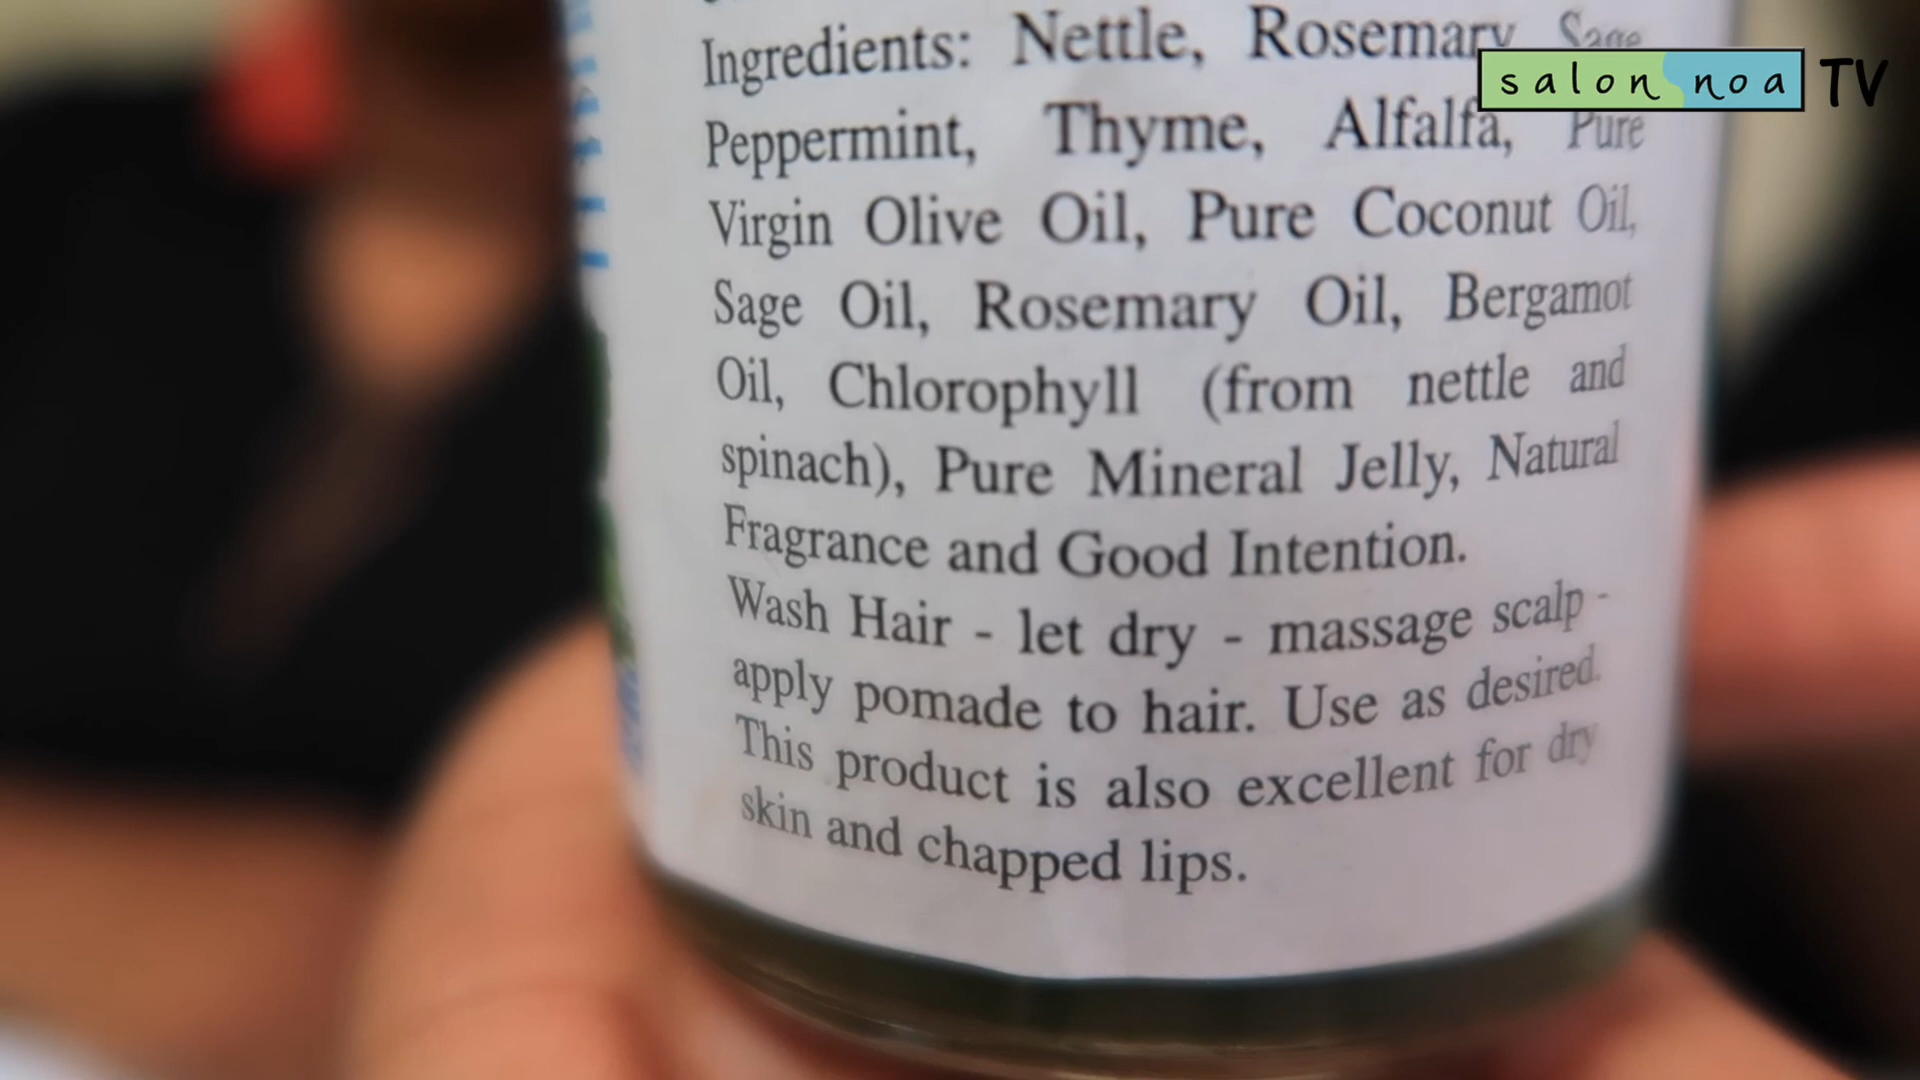 Ingredients: Nettle, Rosemary Sage
salon noa TV
Peppermint, Thyme, Alfalfa, Pure
Virgin Olive Oil, Pure Coconut Oil,
Sage Oil, Rosemary Oil, Bergamot
Oil, Chlorophyll (from nettle and
spinach), Pure Mineral Jelly, Natural
Fragrance and Good Intention.
Wash Hair - let dry - massage scalp -
apply pomade to hair. Use as desired.
This product is also excellent for dry
skin and chapped lips.